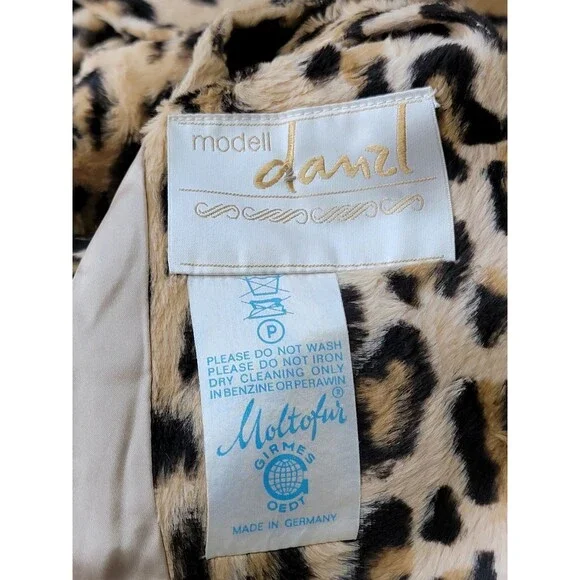 modell
danzl
P
PLEASE DO NOT WASH
PLEASE DO NOT IRON
DRY CLEANING ONLY
IN BENZINE OR PERAWIN
Moltofur®
GIRMES
OEDT
MADE IN GERMANY